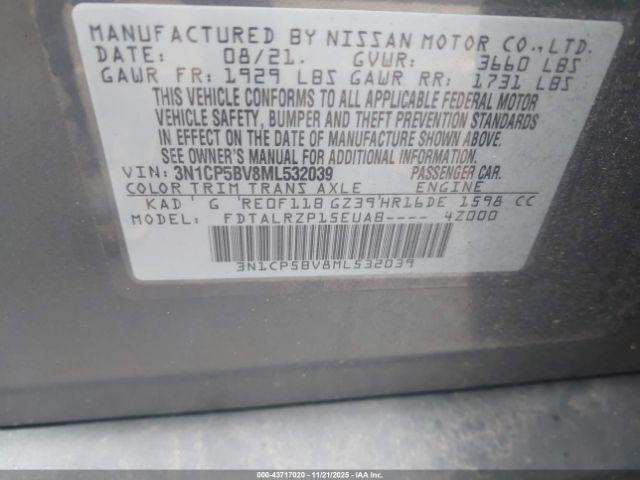 MANUFACTURED BY NISSAN MOTOR CO.,LTD.
DATE: 08/21. GVWR: 3660 LBS
GAWR FR: 1929 LBS GAWR RR: 1731 LBS
THIS VEHICLE CONFORMS TO ALL APPLICABLE FEDERAL MOTOR
VEHICLE SAFETY, BUMPER AND THEFT PREVENTION STANDARDS
IN EFFECT ON THE DATE OF MANUFACTURE SHOWN ABOVE.
SEE OWNER'S MANUAL FOR ADDITIONAL INFORMATION.
VIN: 3N1CP5BV8ML532039 PASSENGER CAR.
COLOR TRIM TRANS AXLE ENGINE
KAD ' G 'RE0F11B GZ39'HR16DE 1598 CC
MODEL: FDTALRZP15EUAB---- 4Z000
3N1CP5BV8ML532039
000-43717020 11/21/2025 - IAAI.COM